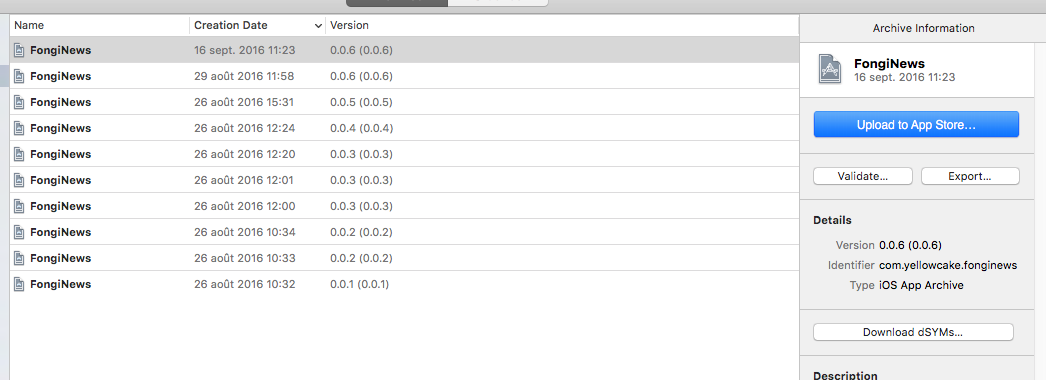 Name Creation Date Version
FongiNews 16 sept. 2016 11:23 0.0.6 (0.0.6)
FongiNews 29 août 2016 11:58 0.0.6 (0.0.6)
FongiNews 26 août 2016 15:31 0.0.5 (0.0.5)
FongiNews 26 août 2016 12:24 0.0.4 (0.0.4)
FongiNews 26 août 2016 12:20 0.0.3 (0.0.3)
FongiNews 26 août 2016 12:01 0.0.3 (0.0.3)
FongiNews 26 août 2016 12:00 0.0.3 (0.0.3)
FongiNews 26 août 2016 10:34 0.0.2 (0.0.2)
FongiNews 26 août 2016 10:33 0.0.2 (0.0.2)
FongiNews 26 août 2016 10:32 0.0.1 (0.0.1)
Archive Information
FongiNews
16 sept. 2016 11:23
Upload to App Store...
Validate... Export...
Details
Version 0.0.6 (0.0.6)
Identifier com.yellowcake.fonginews
Type iOS App Archive
Download dSYMs...
Description